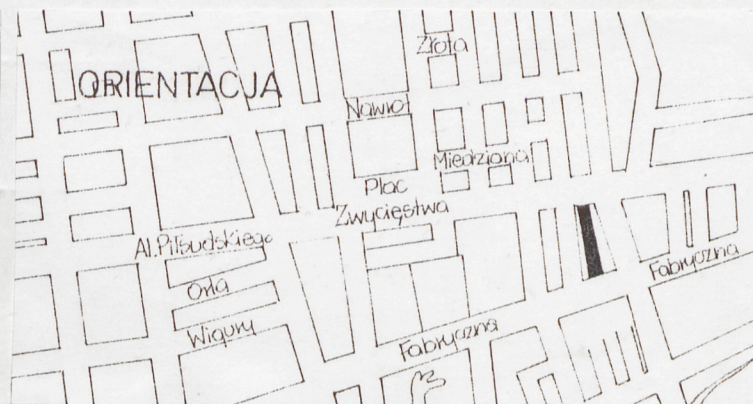 Złota
ORIENTACJA
Nawrot
Miedziana
Plac
Zwycięstwa
Al. Piłsudskiego
Fabryczna
Orla
Wigury
Fabryczna